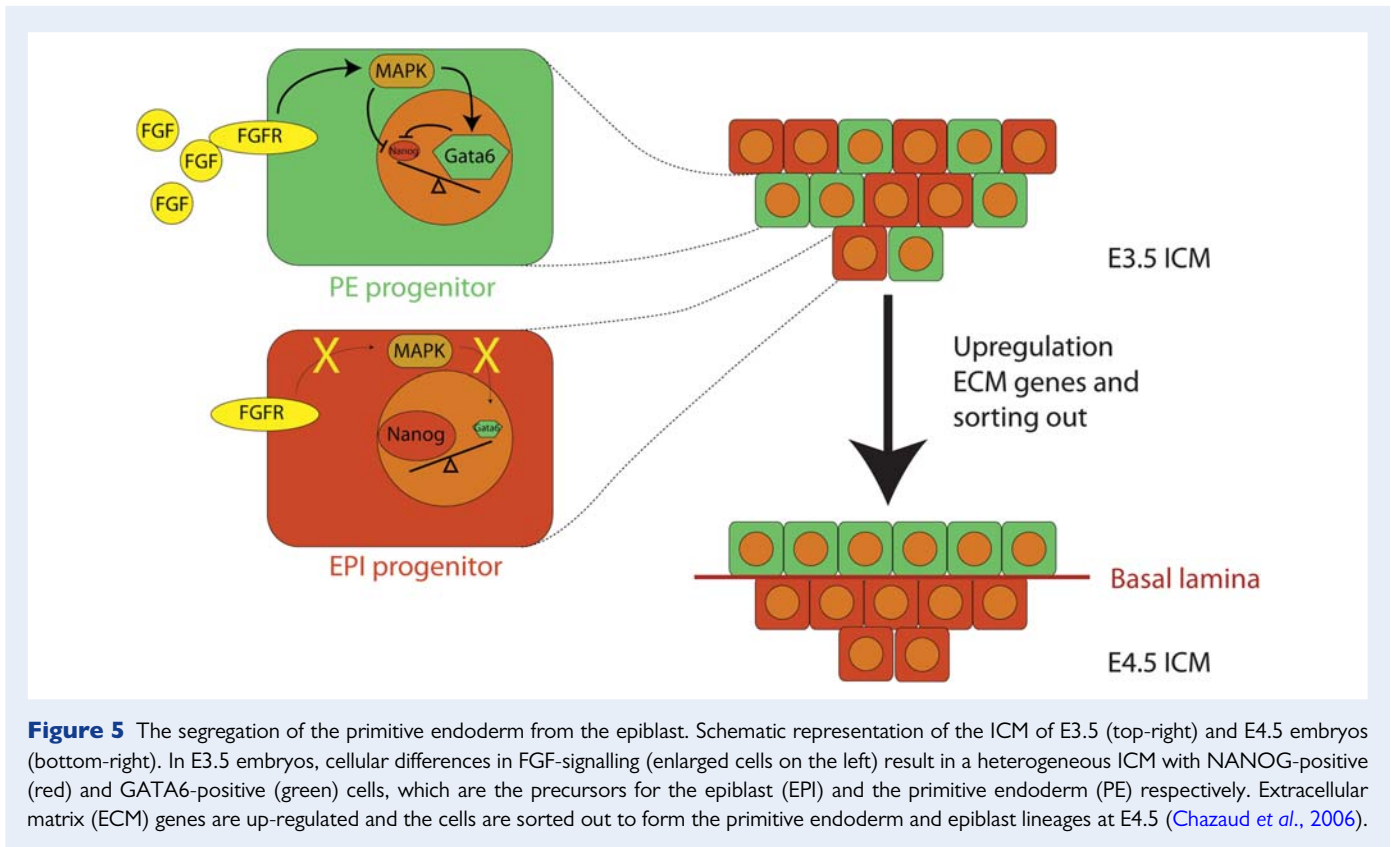 FGF
FGF
FGF
FGFR
MAPK
Nanog
Gata6
PE progenitor
FGFR
X
MAPK
X
Nanog
Gata6
EPI progenitor
E3.5 ICM
Upregulation
ECM genes and
sorting out
Basal lamina
E4.5 ICM
Figure 5 The segregation of the primitive endoderm from the epiblast. Schematic representation of the ICM of E3.5 (top-right) and E4.5 embryos
(bottom-right). In E3.5 embryos, cellular differences in FGF-signalling (enlarged cells on the left) result in a heterogeneous ICM with NANOG-positive
(red) and GATA6-positive (green) cells, which are the precursors for the epiblast (EPI) and the primitive endoderm (PE) respectively. Extracellular
matrix (ECM) genes are up-regulated and the cells are sorted out to form the primitive endoderm and epiblast lineages at E4.5 (Chazaud et al., 2006).